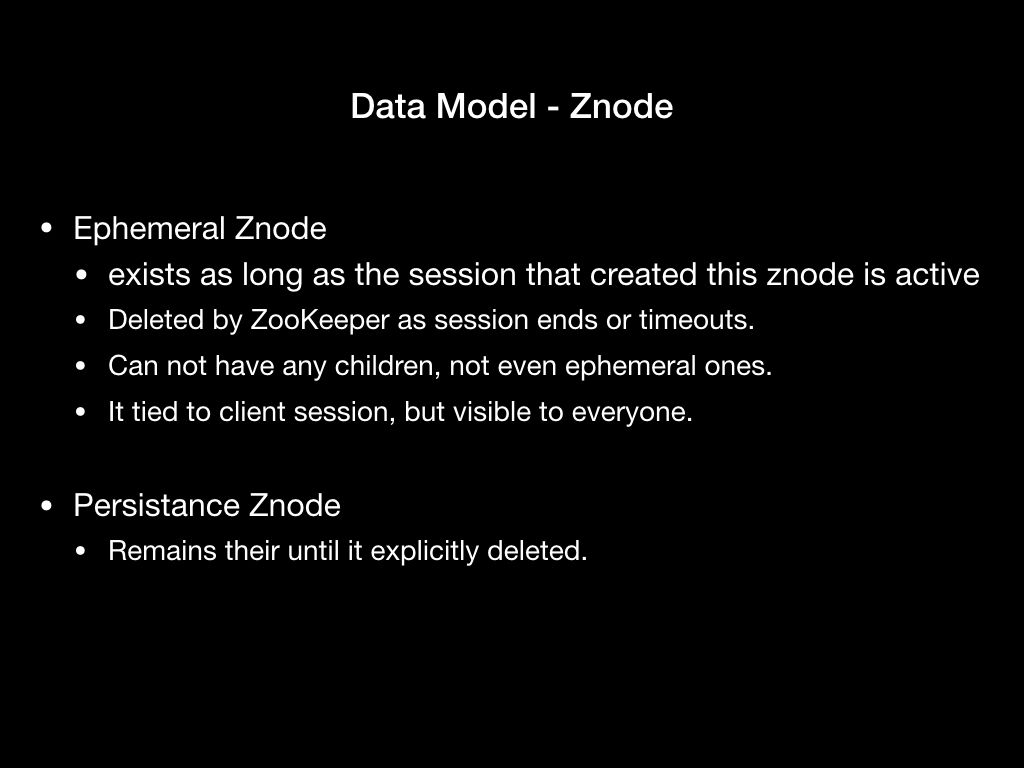 Data Model - Znode
• Ephemeral Znode
• exists as long as the session that created this znode is active
• Deleted by ZooKeeper as session ends or timeouts.
• Can not have any children, not even ephemeral ones.
• It tied to client session, but visible to everyone.
• Persistance Znode
• Remains their until it explicitly deleted.